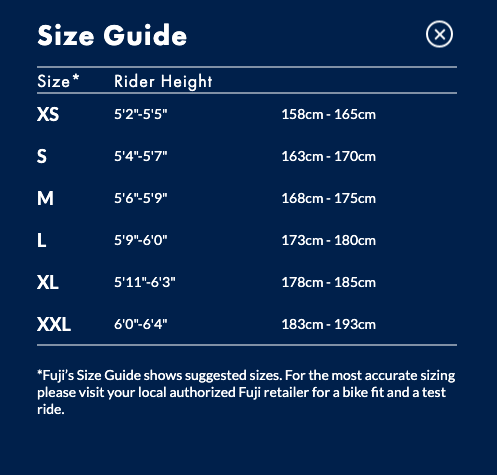 Size Guide
Size* Rider Height
XS 5'2"-5'5" 158cm - 165cm
S 5'4"-5'7" 163cm - 170cm
M 5'6"-5'9" 168cm - 175cm
L 5'9"-6'0" 173cm - 180cm
XL 5'11"-6'3" 178cm - 185cm
XXL 6'0"-6'4" 183cm - 193cm
*Fuji's Size Guide shows suggested sizes. For the most accurate sizing
please visit your local authorized Fuji retailer for a bike fit and a test
ride.